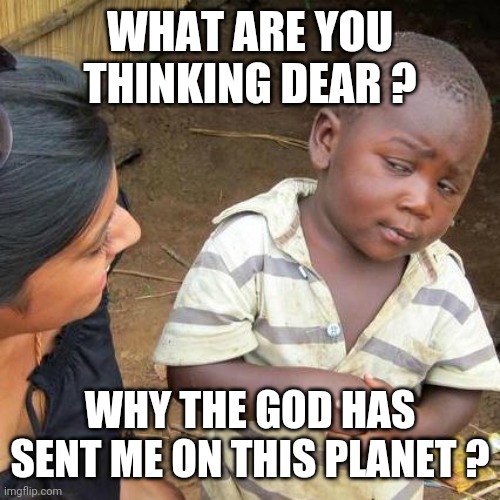 WHAT ARE YOU
THINKING DEAR ?
WHY THE GOD HAS
SENT ME ON THIS PLANET ?
imgflip.com